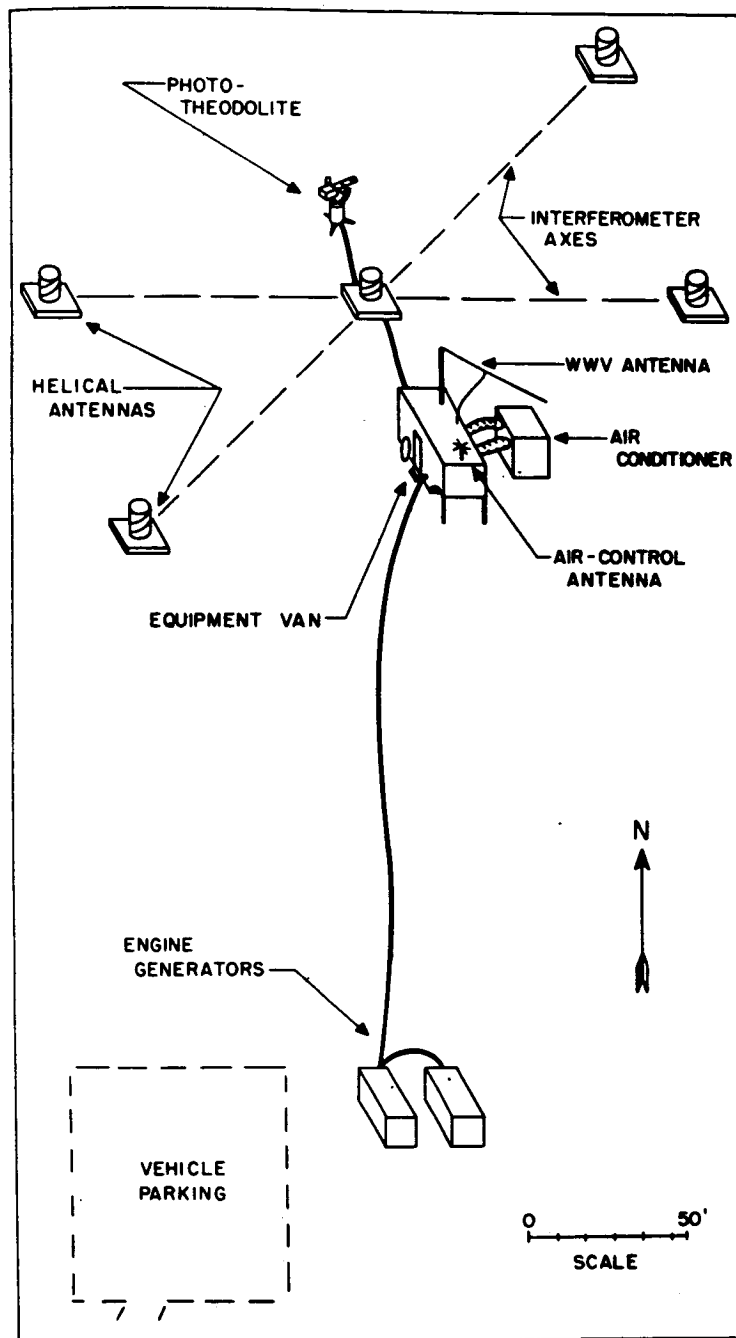 PHOTO-
THEODOLITE
INTERFEROMETER
AXES
HELICAL
ANTENNAS
WWV ANTENNA
AIR
CONDITIONER
AIR-CONTROL
ANTENNA
EQUIPMENT VAN
N
ENGINE
GENERATORS
VEHICLE
PARKING
0 50'
SCALE